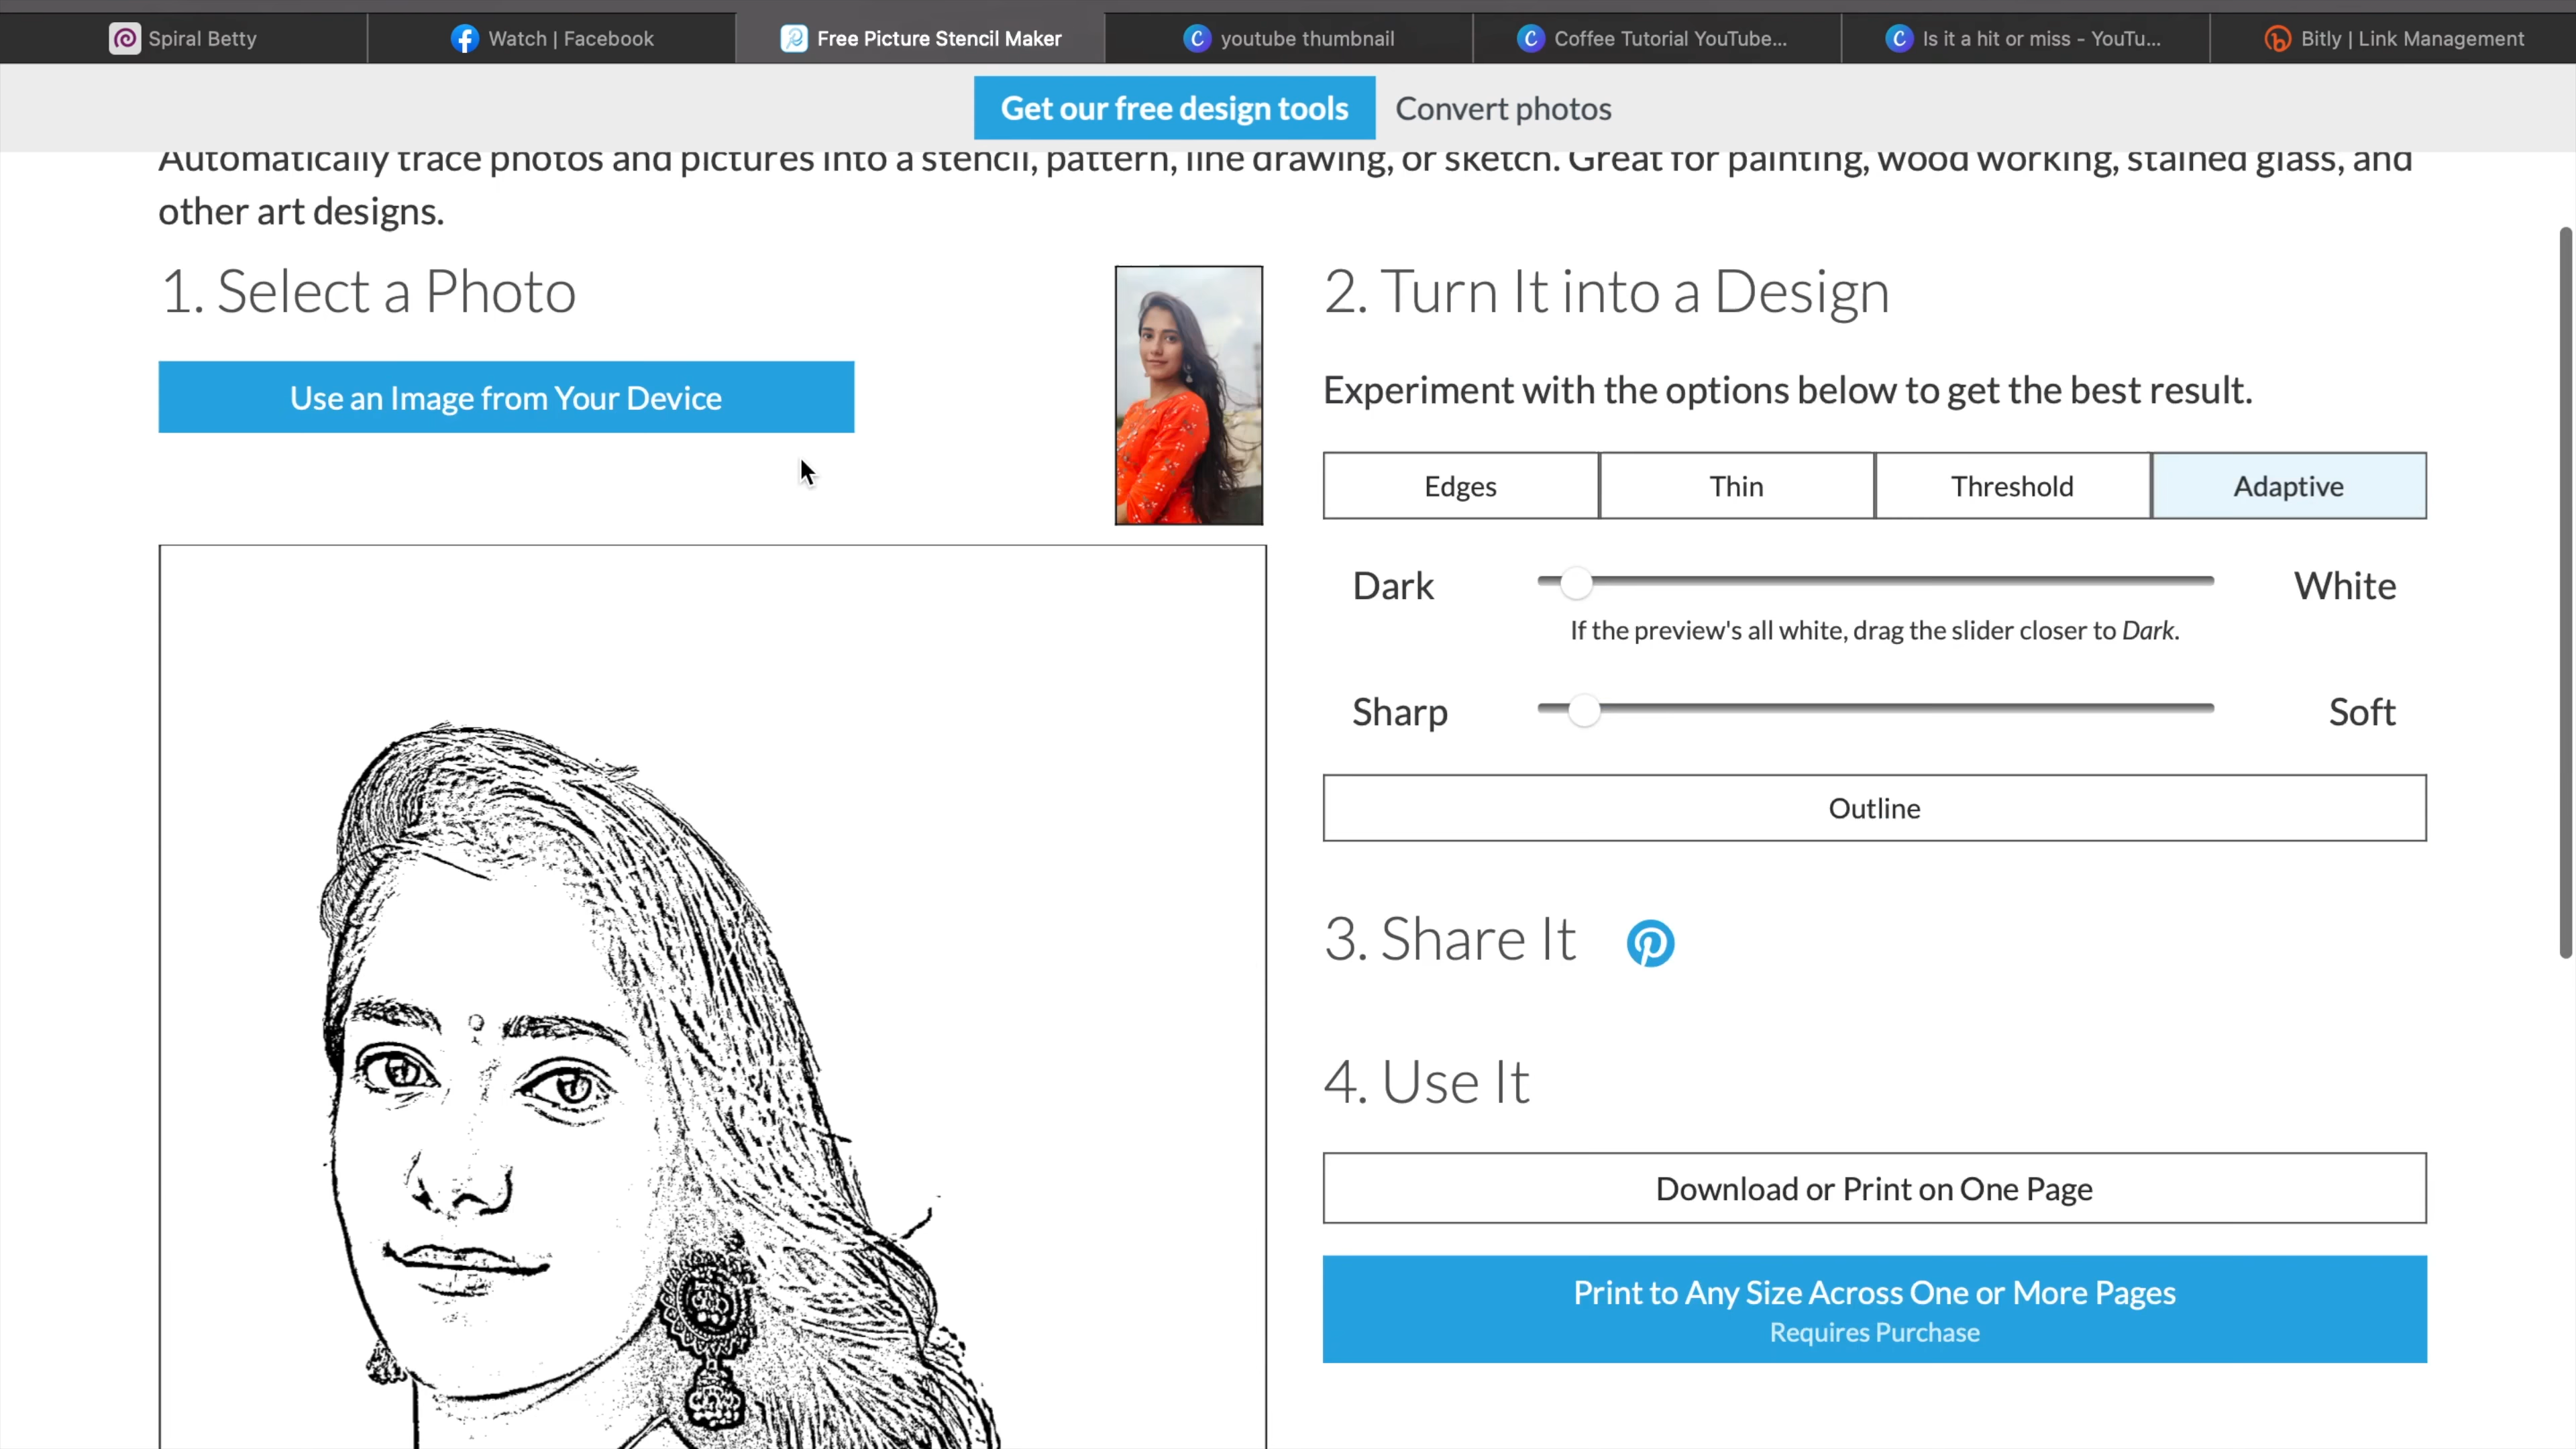 Spiral Betty
Watch | Facebook
Free Picture Stencil Maker
youtube thumbnail
Coffee Tutorial YouTube...
Is it a hit or miss - YouTu...
Bitly | Link Management
Get our free design tools
Convert photos
Automatically trace photos and pictures into a stencil, pattern, line drawing, or sketch. Great for painting, wood working, stained glass, and
other art designs.
1. Select a Photo
Use an Image from Your Device
2. Turn It into a Design
Experiment with the options below to get the best result.
Edges
Thin
Threshold
Adaptive
Dark
White
If the preview's all white, drag the slider closer to Dark.
Sharp
Soft
Outline
3. Share It
4. Use It
Download or Print on One Page
Print to Any Size Across One or More Pages
Requires Purchase